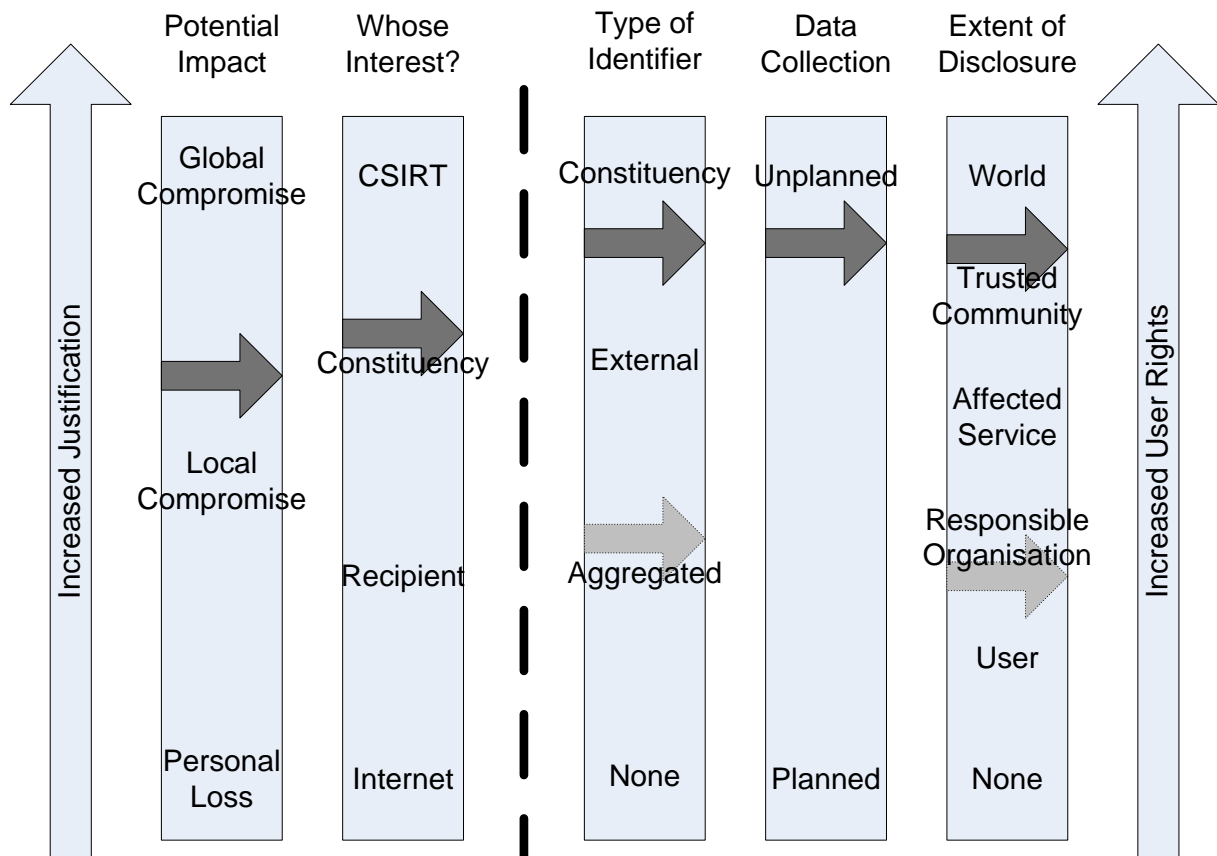 Potential
Impact
Whose
Interest?
Type of
Identifier
Data
Collection
Extent of
Disclosure
Increased Justification
Global
Compromise
Local
Compromise
Personal
Loss
CSIRT
Constituency
Recipient
Internet
Constituency
External
Aggregated
None
Unplanned
Planned
World
Trusted
Community
Affected
Service
Responsible
Organisation
User
None
Increased User Rights